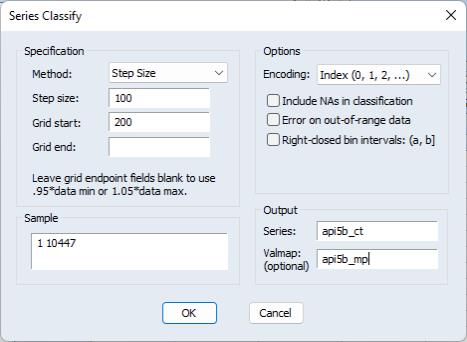 Series Classify
Specification
Method: Step Size
Step size: 100
Grid start: 200
Grid end:
Leave grid endpoint fields blank to use
.95*data min or 1.05*data max.
Sample
1 10447
Options
Encoding: Index (0, 1, 2, ...)
Include NAs in classification
Error on out-of-range data
Right-closed bin intervals: (a, b]
Output
Series: api5b_ct
Valmap: api5b_mp
(optional)
OK
Cancel